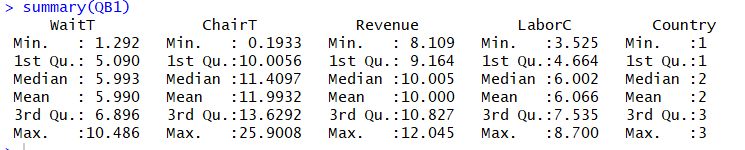 > summary(QB1)
     WaitT            ChairT           Revenue           LaborC         Country
 Min.   : 1.292   Min.   : 0.1933   Min.   : 8.109   Min.   :3.525   Min.   :1
 1st Qu.: 5.090   1st Qu.:10.0056   1st Qu.: 9.164   1st Qu.:4.664   1st Qu.:1
 Median : 5.993   Median :11.4097   Median :10.005   Median :6.002   Median :2
 Mean   : 5.990   Mean   :11.9932   Mean   :10.000   Mean   :6.066   Mean   :2
 3rd Qu.: 6.896   3rd Qu.:13.6292   3rd Qu.:10.827   3rd Qu.:7.535   3rd Qu.:3
 Max.   :10.486   Max.   :25.9008   Max.   :12.045   Max.   :8.700   Max.   :3
>